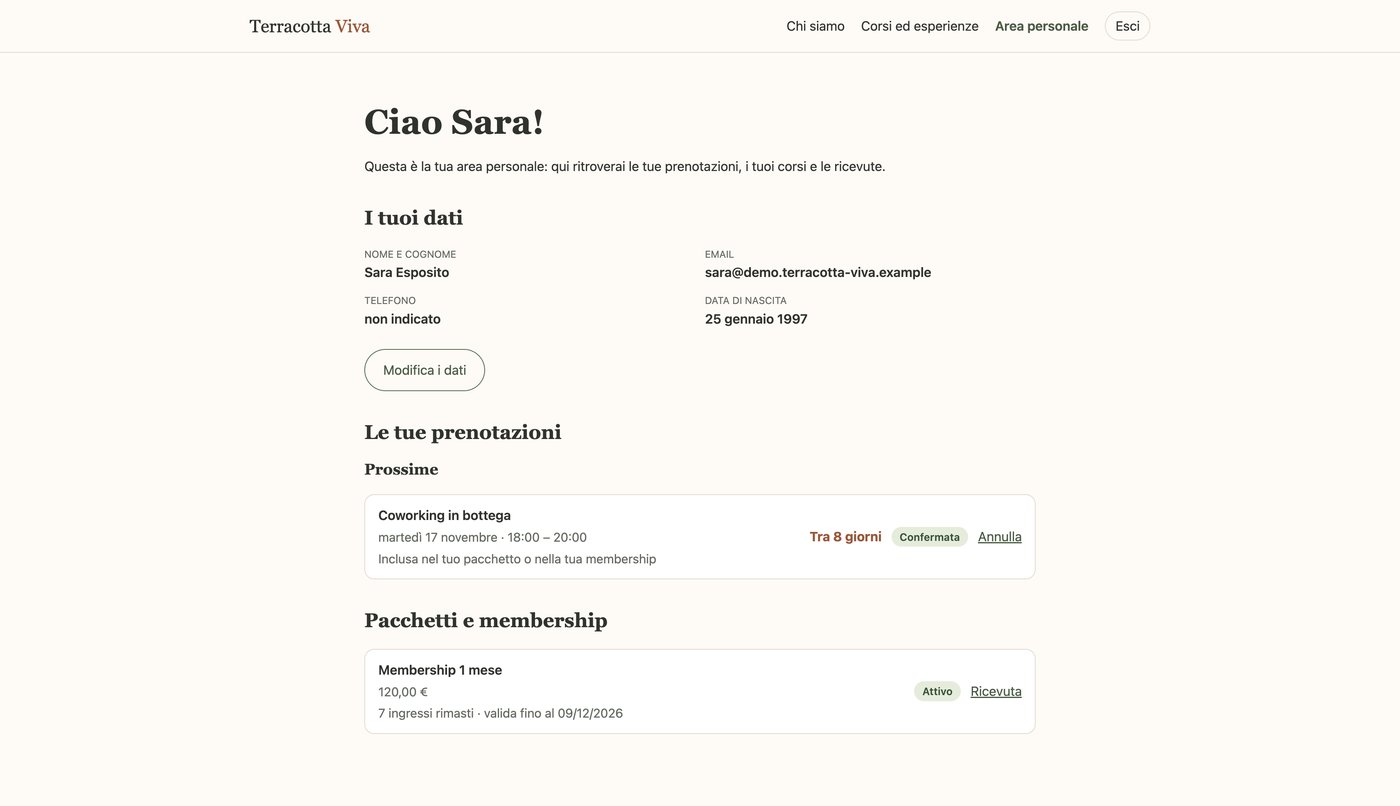 Terracotta Viva
Chi siamo
Corsi ed esperienze
Area personale
Esci
Ciao Sara!
Questa è la tua area personale: qui ritroverai le tue prenotazioni, i tuoi corsi e le ricevute.
I tuoi dati
NOME E COGNOME
Sara Esposito
EMAIL
sara@demo.terracotta-viva.example
TELEFONO
non indicato
DATA DI NASCITA
25 gennaio 1997
Modifica i dati
Le tue prenotazioni
Prossime
Coworking in bottega
martedì 17 novembre · 18:00 – 20:00
Inclusa nel tuo pacchetto o nella tua membership
Tra 8 giorni
Confermata
Annulla
Pacchetti e membership
Membership 1 mese
120,00 €
7 ingressi rimasti · valida fino al 09/12/2026
Attivo
Ricevuta